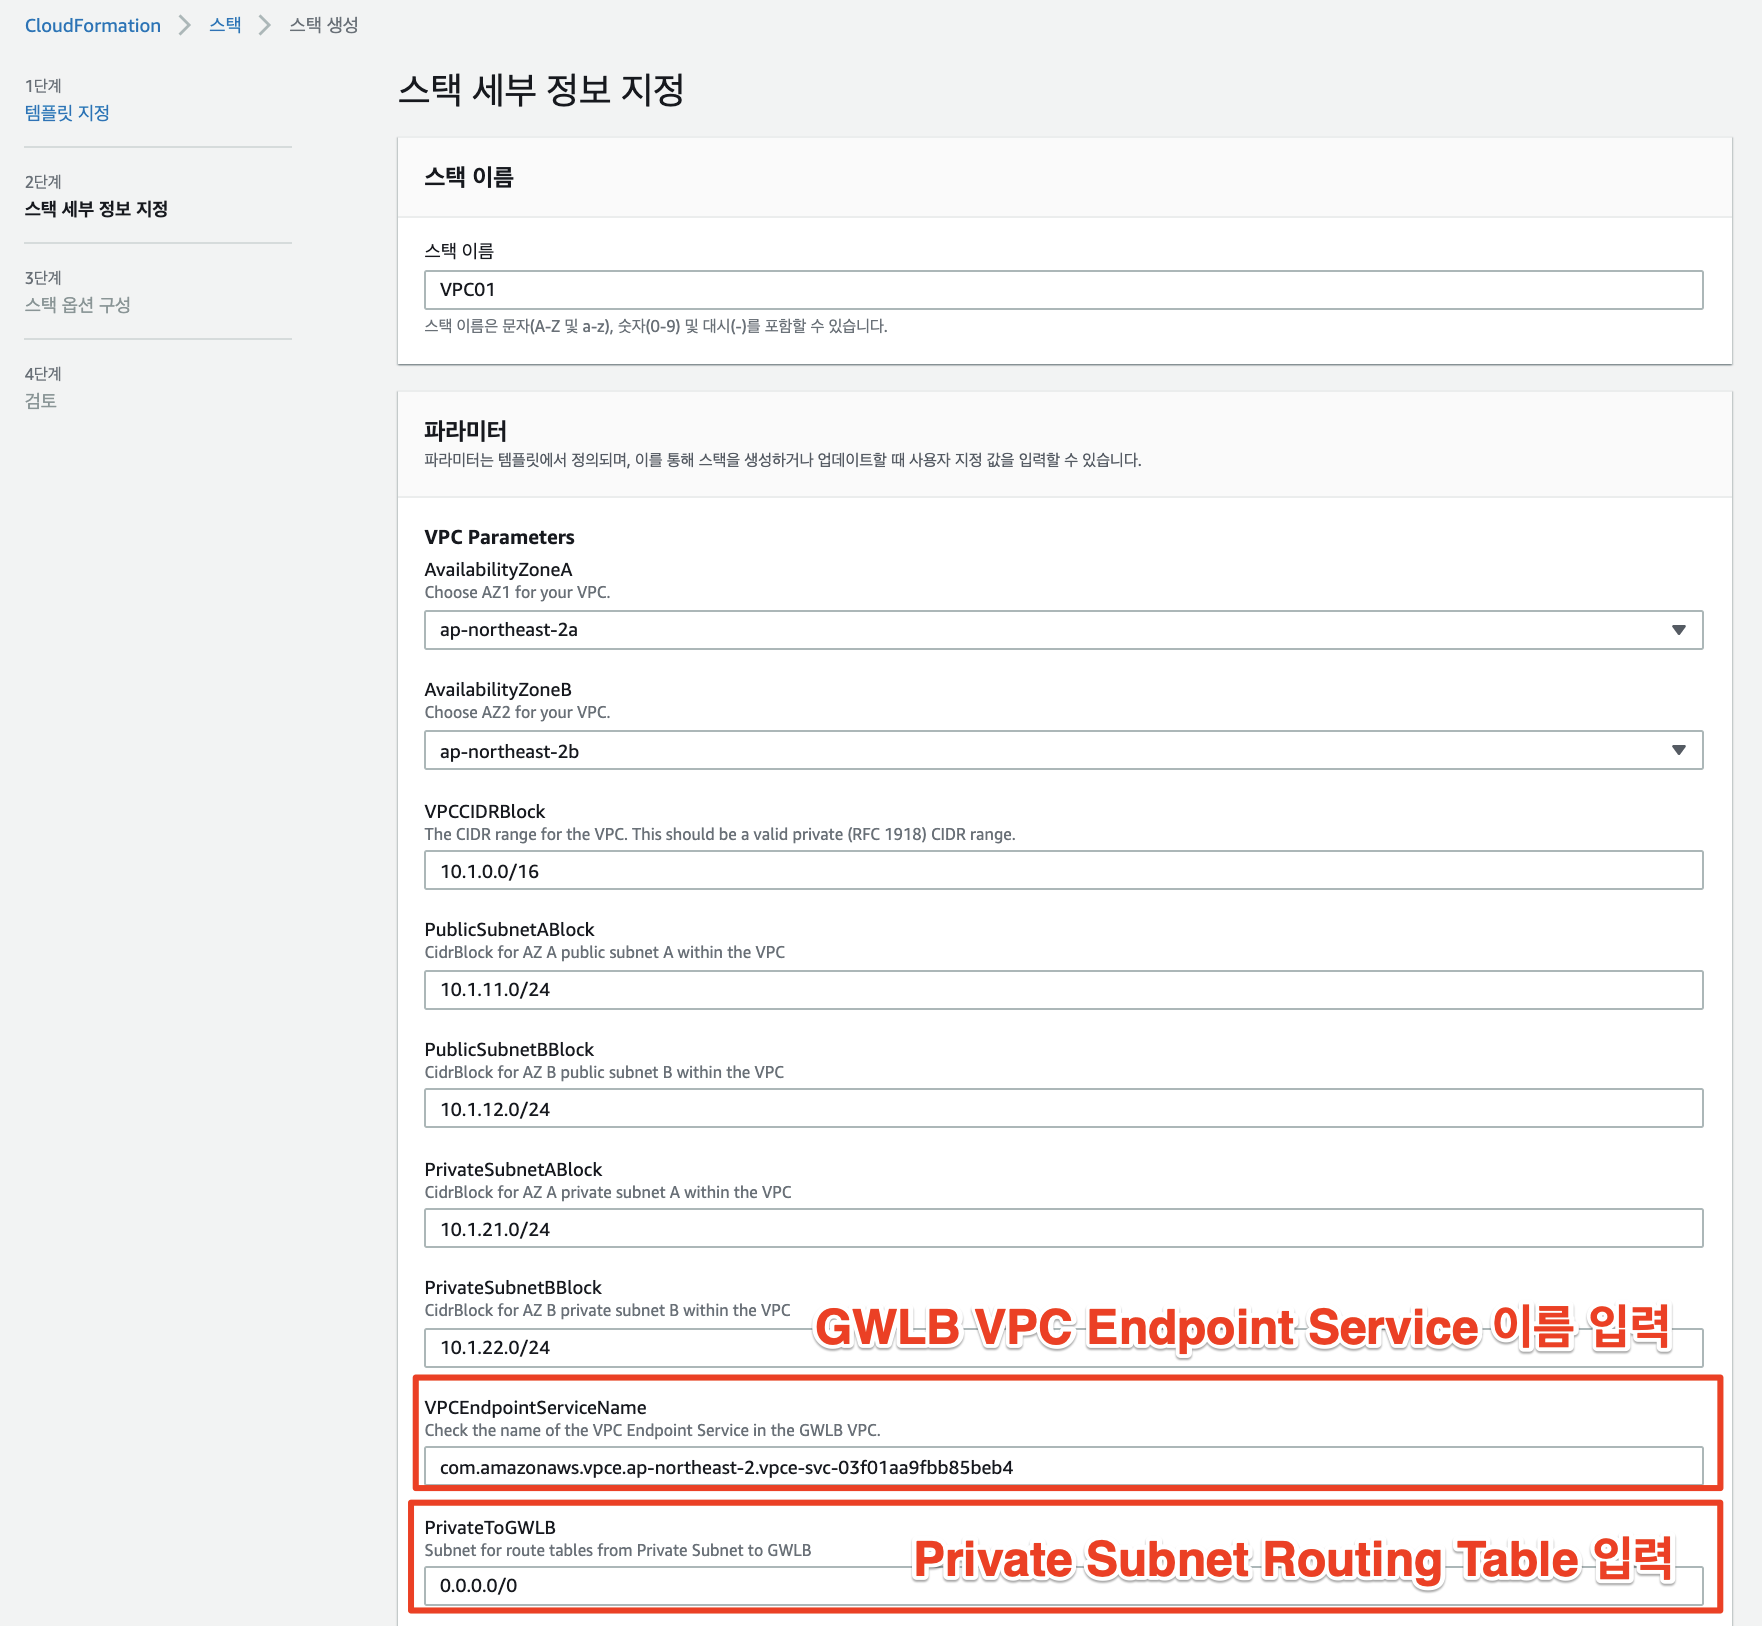 CloudFormation > 스택 > 스택 생성
1단계
템플릿 지정
2단계
스택 세부 정보 지정
3단계
스택 옵션 구성
4단계
검토
스택 세부 정보 지정
스택 이름
스택 이름
VPC01
스택 이름은 문자(A-Z 및 a-z), 숫자(0-9) 및 대시(-)를 포함할 수 있습니다.
파라미터
파라미터는 템플릿에서 정의되며, 이를 통해 스택을 생성하거나 업데이트할 때 사용자 지정 값을 입력할 수 있습니다.
VPC Parameters
AvailabilityZoneA
Choose AZ1 for your VPC.
ap-northeast-2a
AvailabilityZoneB
Choose AZ2 for your VPC.
ap-northeast-2b
VPCCIDRBlock
The CIDR range for the VPC. This should be a valid private (RFC 1918) CIDR range.
10.1.0.0/16
PublicSubnetABlock
CidrBlock for AZ A public subnet A within the VPC
10.1.11.0/24
PublicSubnetBBlock
CidrBlock for AZ B public subnet B within the VPC
10.1.12.0/24
PrivateSubnetABlock
CidrBlock for AZ A private subnet A within the VPC
10.1.21.0/24
PrivateSubnetBBlock
CidrBlock for AZ B private subnet B within the VPC
GWLB VPC Endpoint Service 이름 입력
10.1.22.0/24
VPCEndpointServiceName
Check the name of the VPC Endpoint Service in the GWLB VPC.
com.amazonaws.vpce.ap-northeast-2.vpce-svc-03f01aa9fbb85beb4
PrivateToGWLB
Subnet for route tables from Private Subnet to GWLB
Private Subnet Routing Table 입력
0.0.0.0/0